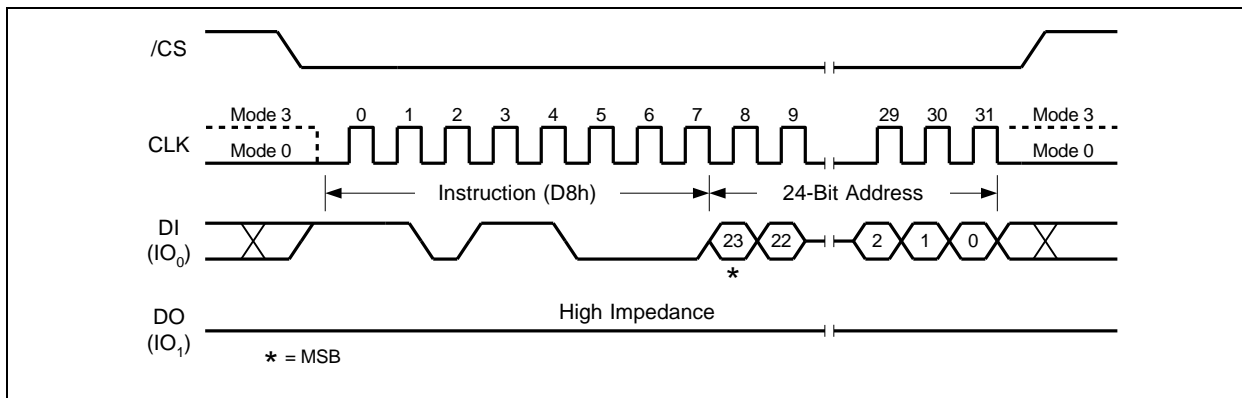 /CS
Mode 3 0 1 2 3 4 5 6 7 8 9 29 30 31 Mode 3
CLK
Mode 0 Mode 0
Instruction (D8h) 24-Bit Address
DI
(IO0) 23 22 2 1 0
*
High Impedance
DO
(IO1)
* = MSB